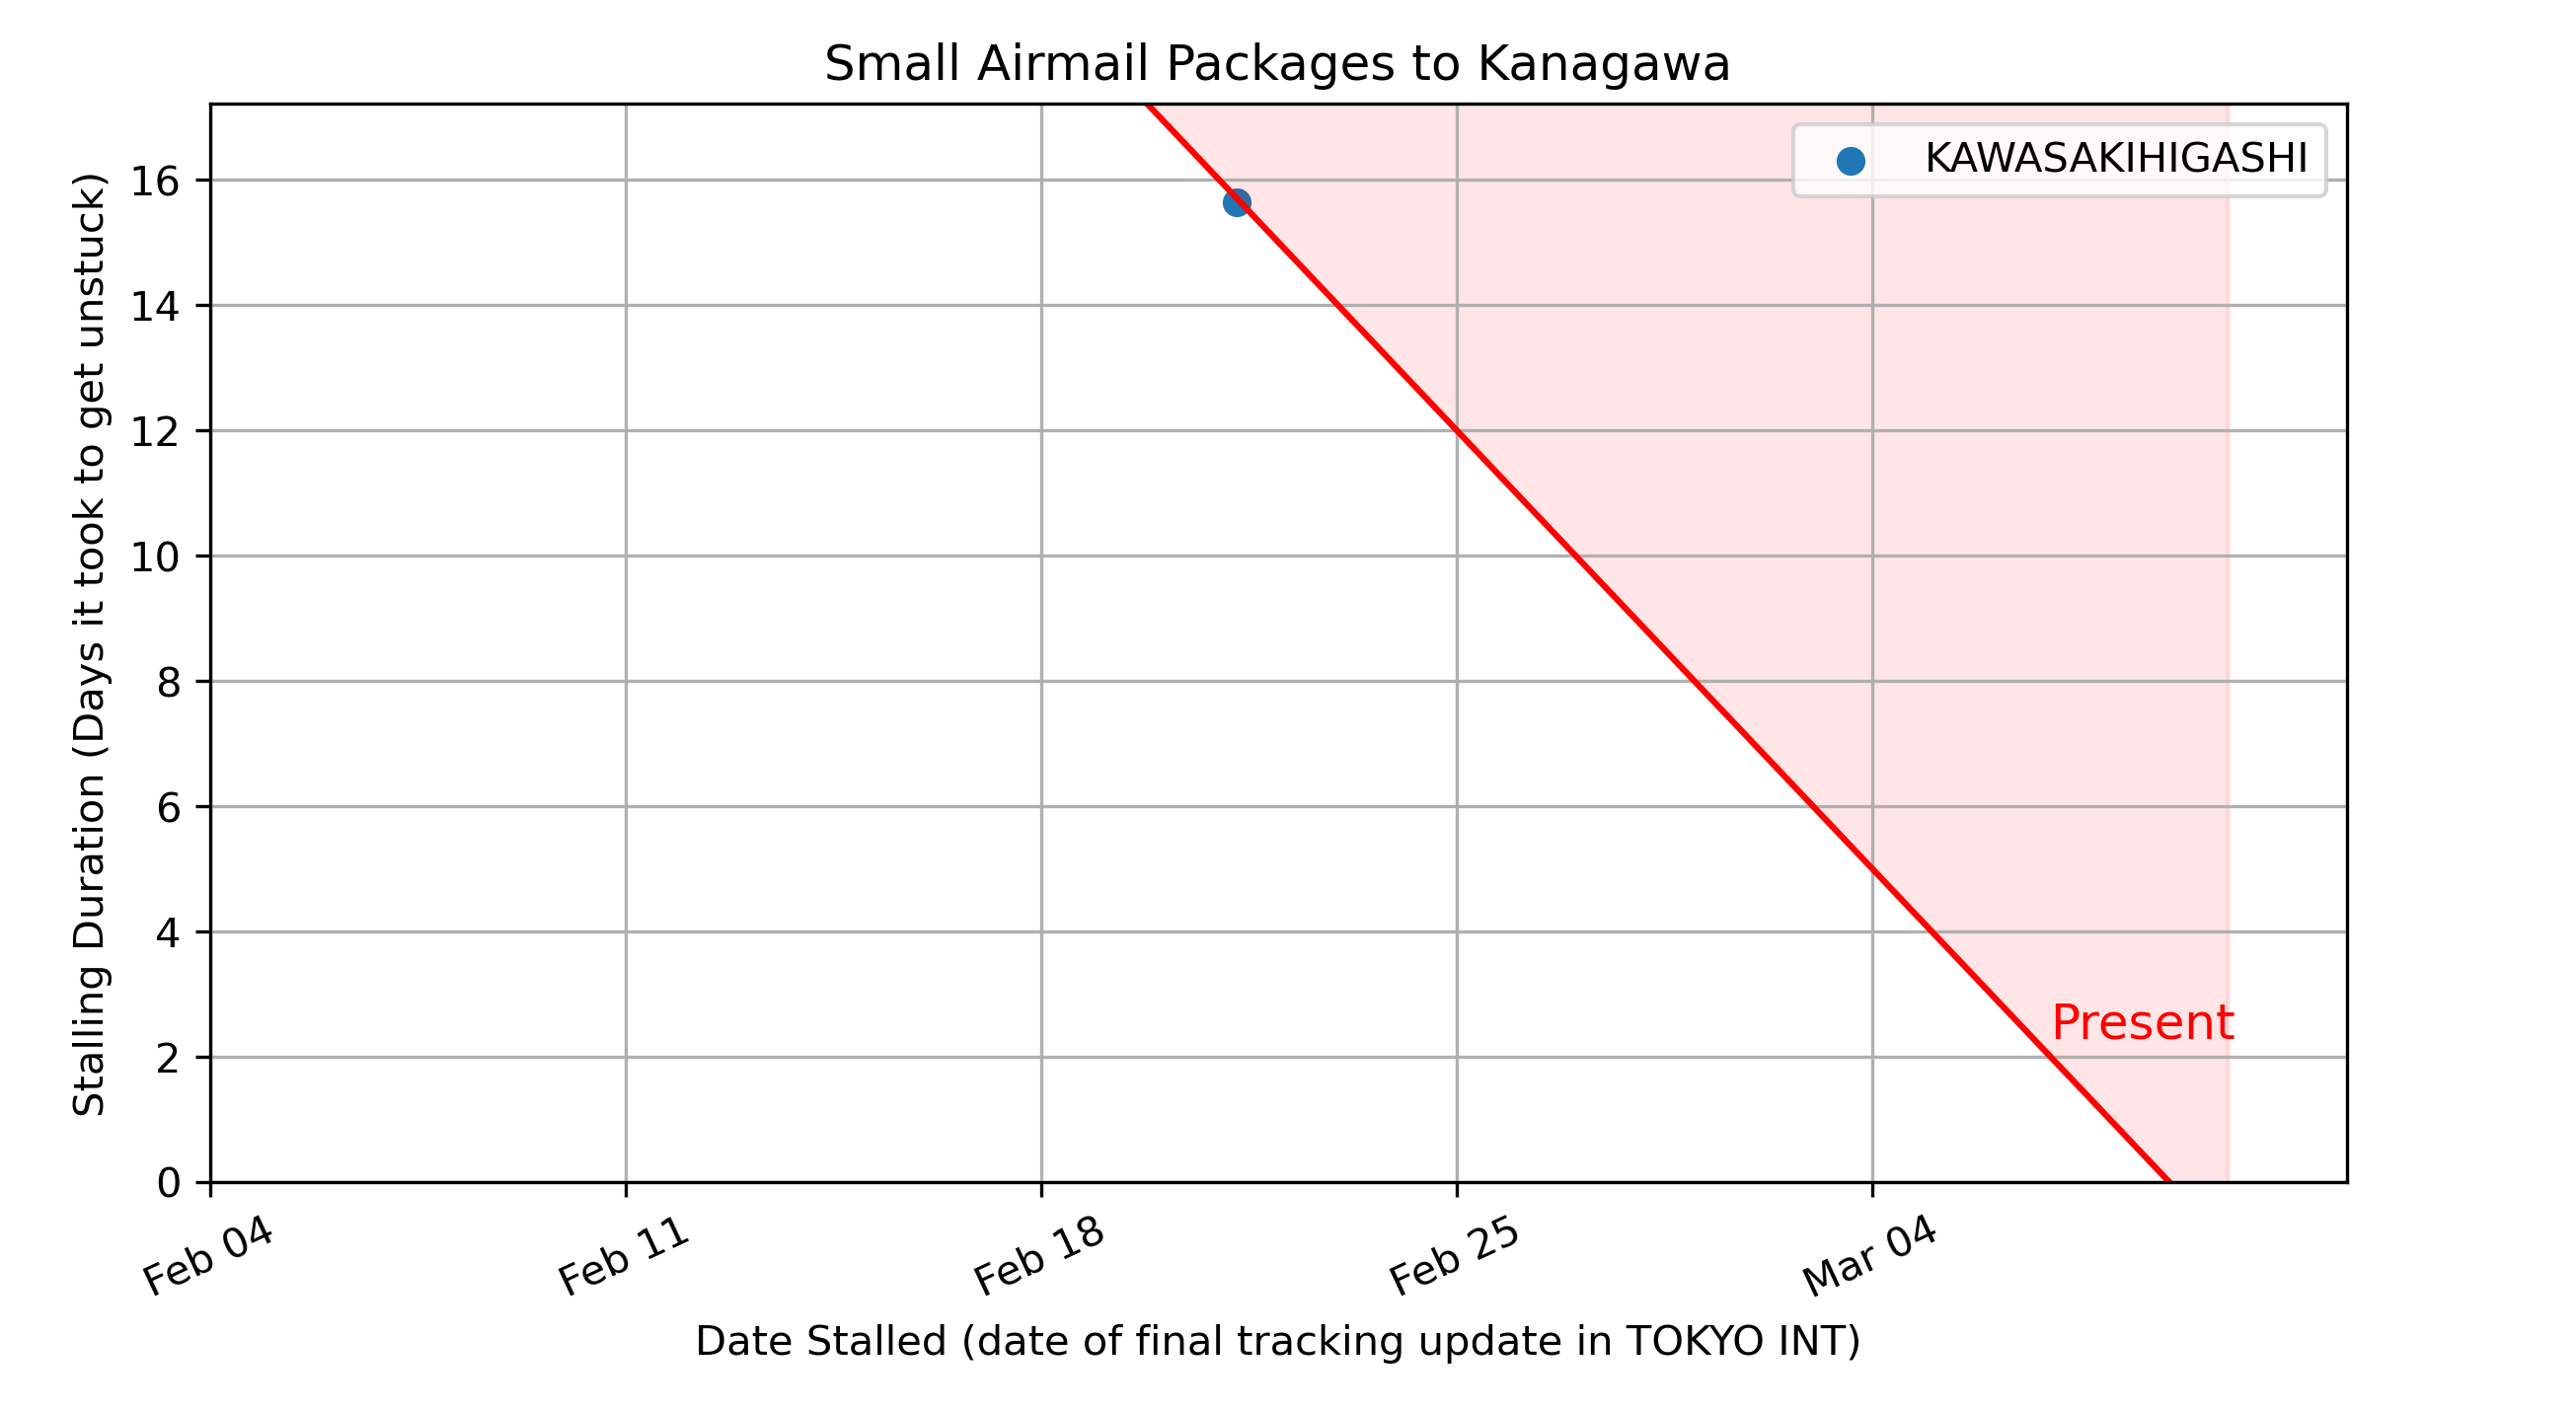 Small Airmail Packages to Kanagawa
KAWASAKIHIGASHI
Stalling Duration (Days it took to get unstuck)
16
14
12
10
8
6
4
2
0
Present
Feb 04
Feb 11
Feb 18
Feb 25
Mar 04
Date Stalled (date of final tracking update in TOKYO INT)